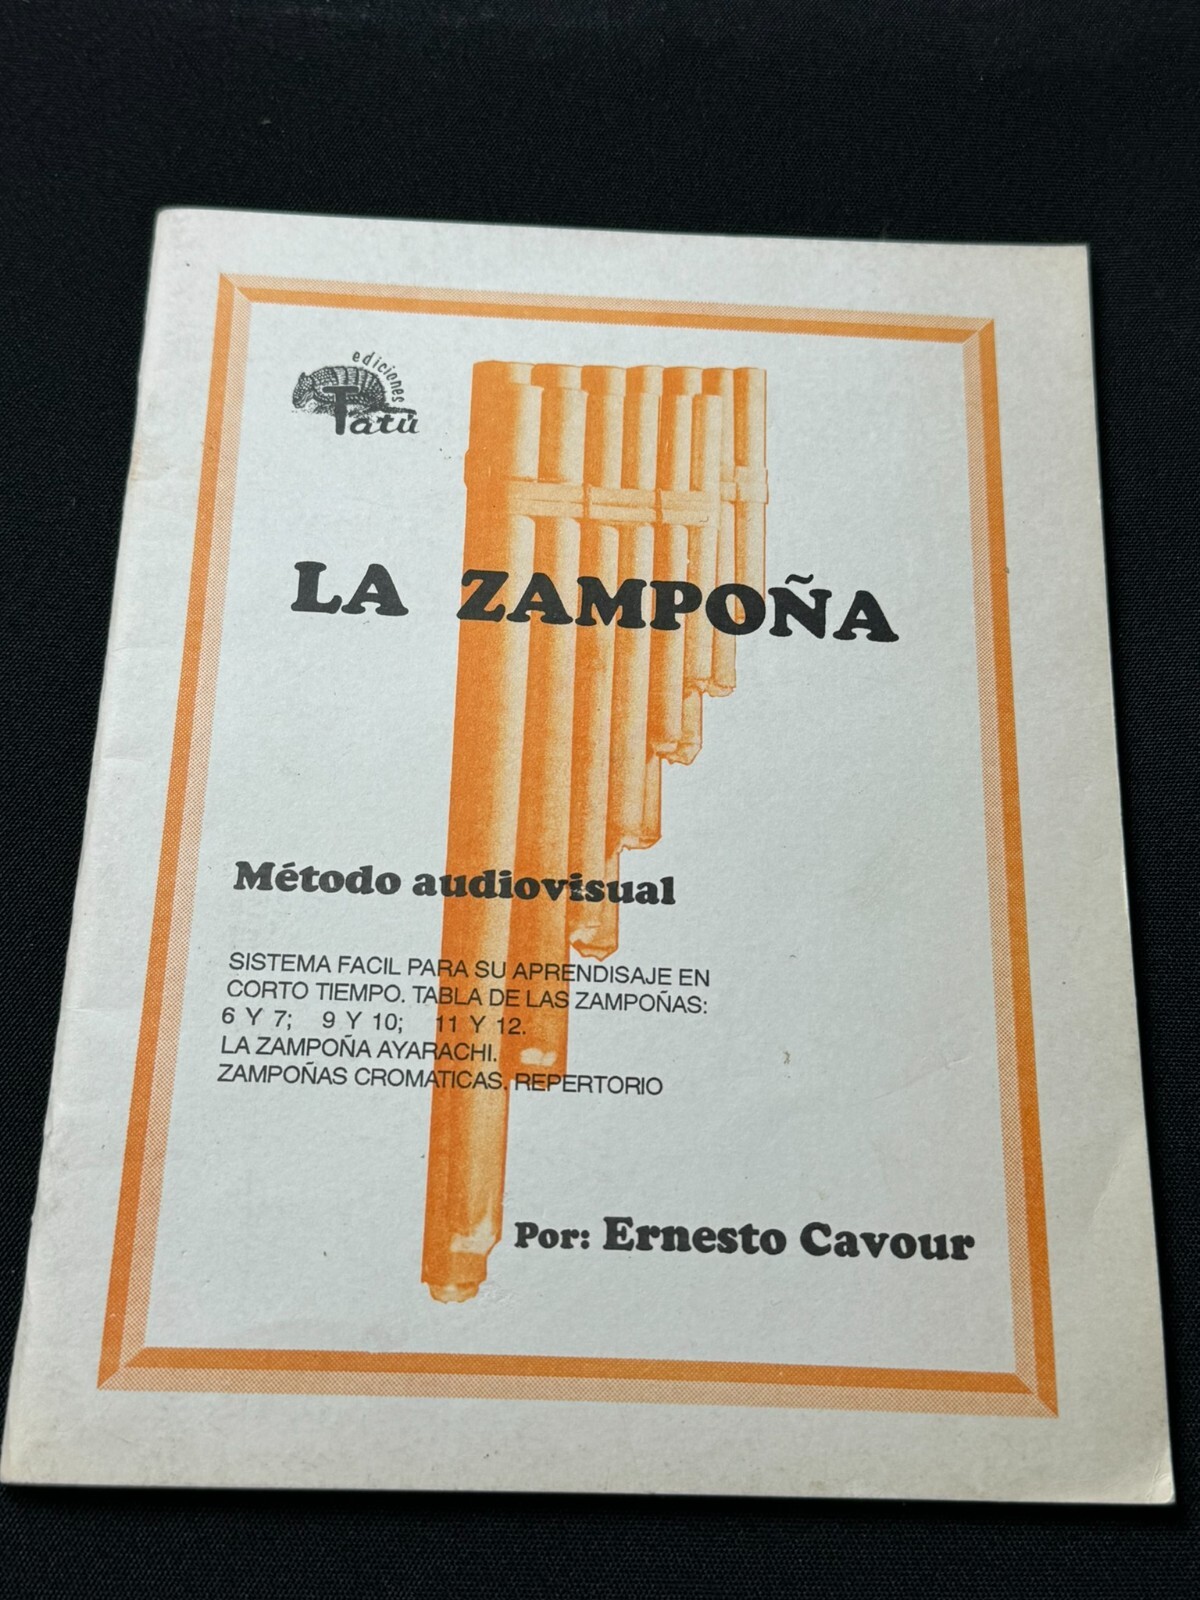 ediciones
Tatú
LA ZAMPOÑA
Método audiovisual
SISTEMA FACIL PARA SU APRENDISAJE EN
CORTO TIEMPO. TABLA DE LAS ZAMPOÑAS:
6 Y 7; 9 Y 10; 11 Y 12.
LA ZAMPOÑA AYARACHI.
ZAMPOÑAS CROMATICAS. REPERTORIO
Por: Ernesto Cavour